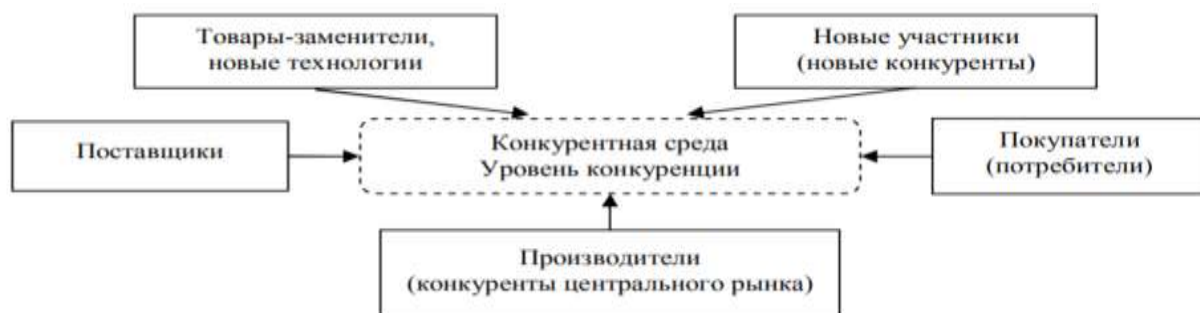 Товары-заменители,
новые технологии
Новые участники
(новые конкуренты)
Поставщики
Конкурентная среда
Уровень конкуренции
Покупатели
(потребители)
Производители
(конкуренты центрального рынка)